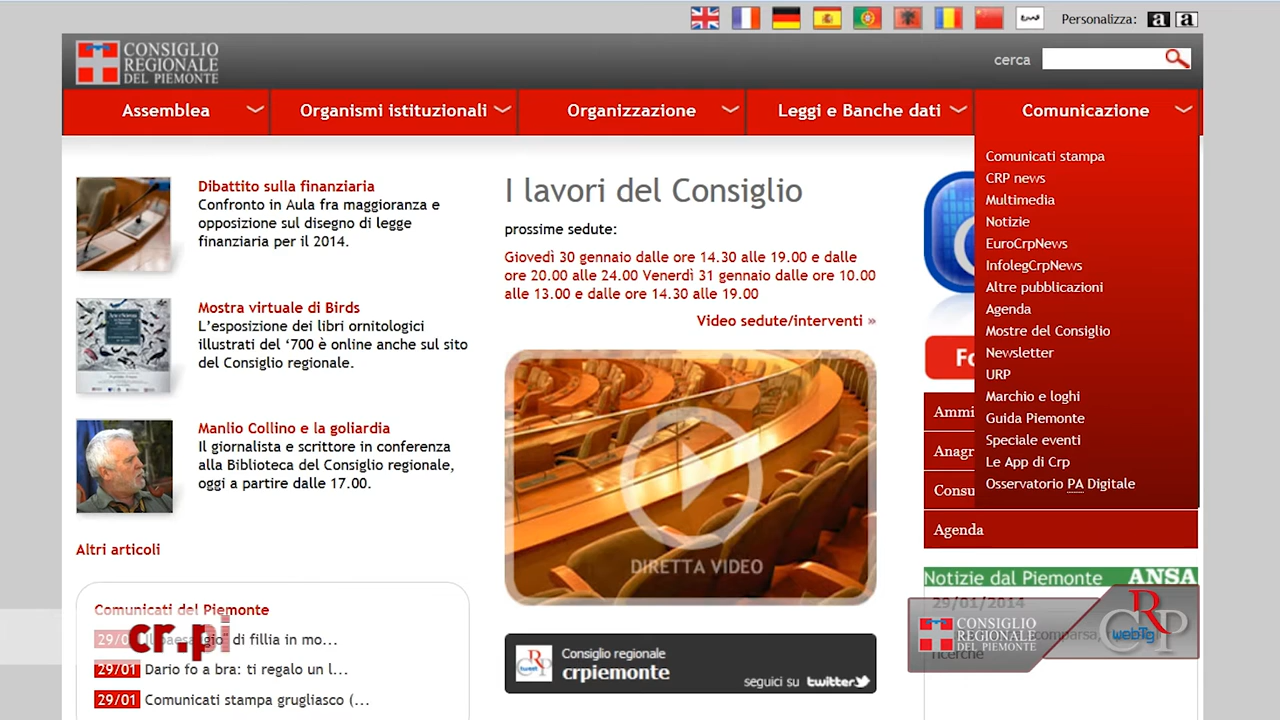 Personalizza: a a
CONSIGLIO
REGIONALE
DEL PIEMONTE
cerca
Assemblea
Organismi istituzionali
Organizzazione
Leggi e Banche dati
Comunicazione
Dibattito sulla finanziaria
Confronto in Aula fra maggioranza e
opposizione sul disegno di legge
finanziaria per il 2014.
Mostra virtuale di Birds
L'esposizione dei libri ornitologici
illustrati del '700 è online anche sul sito
del Consiglio regionale.
Manlio Collino e la goliardia
Il giornalista e scrittore in conferenza
alla Biblioteca del Consiglio regionale,
oggi a partire dalle 17.00.
Altri articoli
Comunicati del Piemonte
29/01 Il paesaggio" di fillia in mo...
cr.pi
29/01 Dario fo a bra: ti regalo un l...
29/01 Comunicati stampa grugliasco (...
I lavori del Consiglio
prossime sedute:
Giovedì 30 gennaio dalle ore 14.30 alle 19.00 e dalle
ore 20.00 alle 24.00 Venerdì 31 gennaio dalle ore 10.00
alle 13.00 e dalle ore 14.30 alle 19.00
Video sedute/interventi »
DIRETTA VIDEO
CRP
tweet
Consiglio regionale
crpiemonte
seguici su twitter
Comunicati stampa
CRP news
Multimedia
Notizie
EuroCrpNews
InfolegCrpNews
Altre pubblicazioni
Agenda
Mostre del Consiglio
Newsletter
URP
Marchio e loghi
Guida Piemonte
Speciale eventi
Le App di Crp
Osservatorio PA Digitale
Fo
Ammi
Anagr
Consu
Agenda
Notizie dal Piemonte ANSA
29/01/2014
comparsa,
ricerche
CONSIGLIO
REGIONALE
DEL PIEMONTE
CRP
webTg